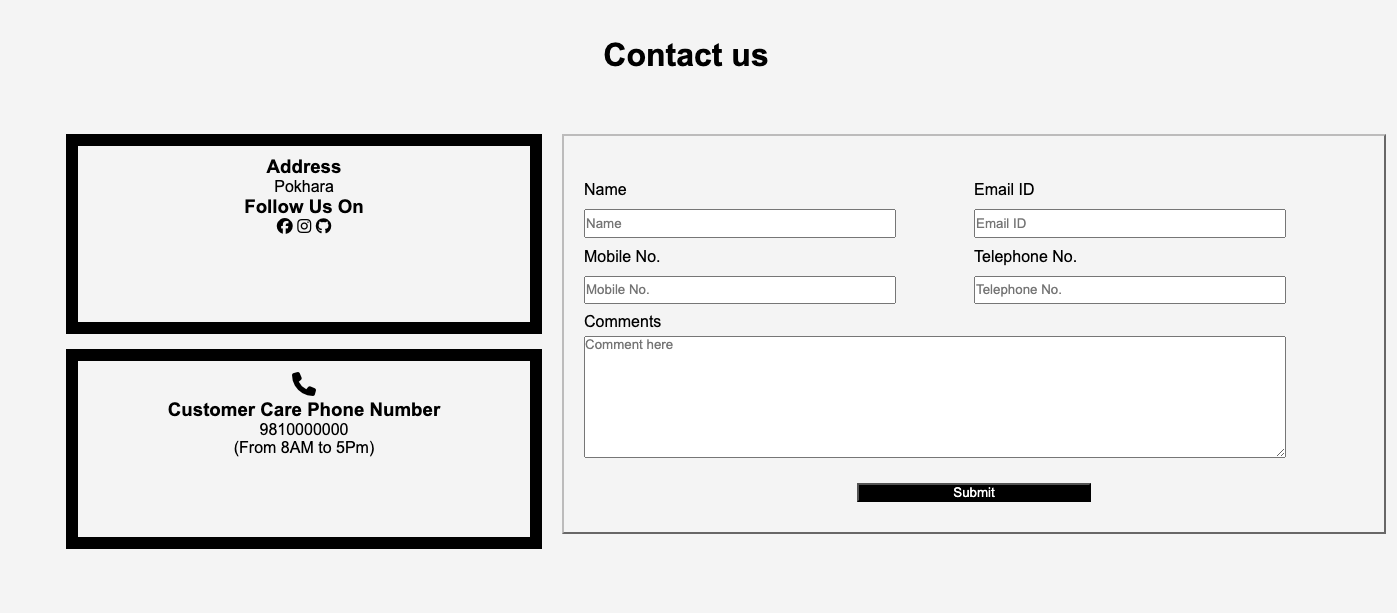 Contact us
Address
Pokhara
Follow Us On
Customer Care Phone Number
9810000000
(From 8AM to 5Pm)
Name
Email ID
Name
Email ID
Mobile No.
Telephone No.
Mobile No.
Telephone No.
Comments
Comment here
Submit